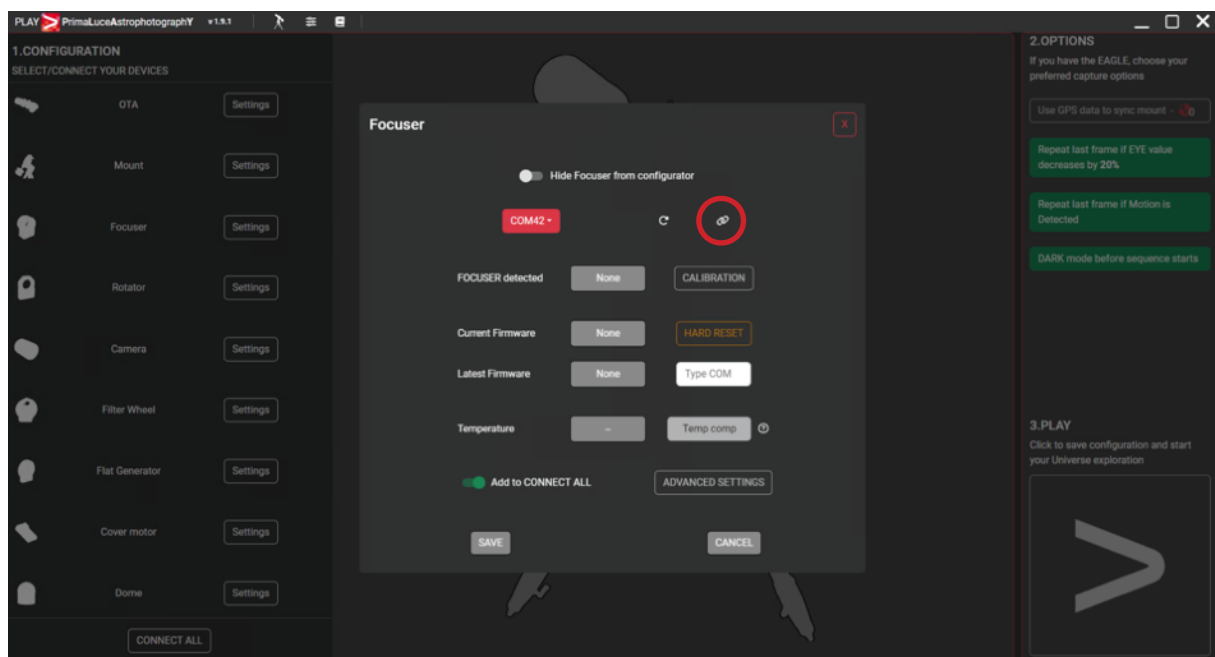 PLAY PrimaLuceAstrophotographY v1.9.1
1.CONFIGURATION
SELECT/CONNECT YOUR DEVICES
OTA Settings
Mount Settings
Focuser Settings
Rotator Settings
Camera Settings
Filter Wheel Settings
Flat Generator Settings
Cover motor Settings
Dome Settings
CONNECT ALL
Focuser X
Hide Focuser from configurator
COM42
FOCUSER detected None CALIBRATION
Current Firmware None HARD RESET
Latest Firmware None Type COM
Temperature – Temp comp ?
Add to CONNECT ALL ADVANCED SETTINGS
SAVE CANCEL
2.OPTIONS
If you have the EAGLE, choose your
preferred capture options
Use GPS data to sync mount - 0
Repeat last frame if EYE value
decreases by 20%
Repeat last frame if Motion is
Detected
DARK mode before sequence starts
3.PLAY
Click to save configuration and start
your Universe exploration